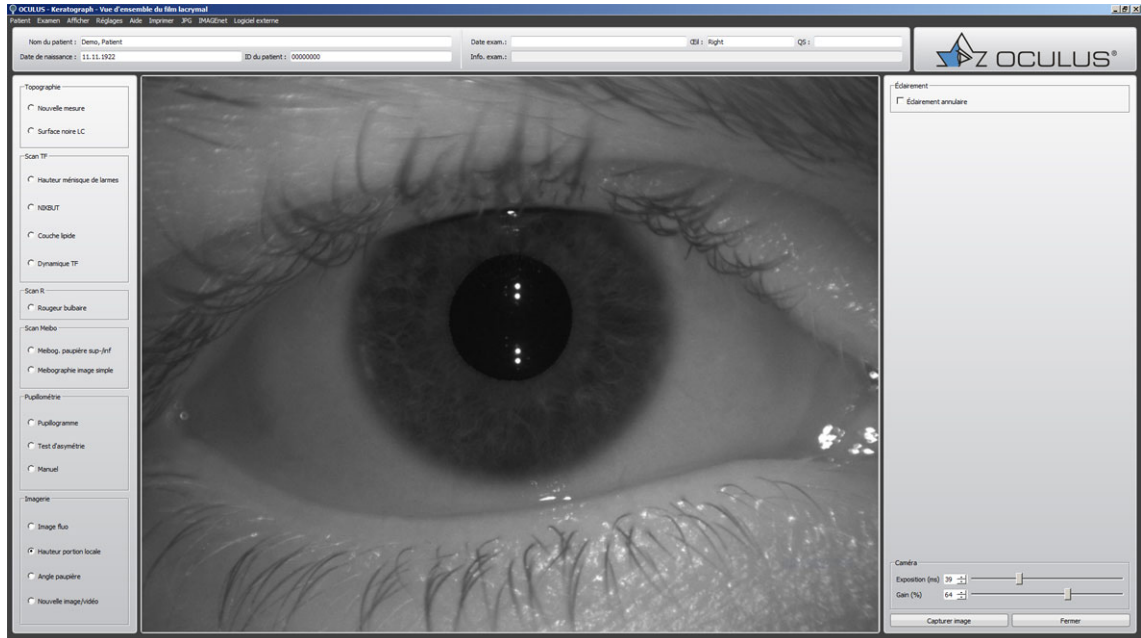 OCULUS - Keratograph - Vue d'ensemble du film lacrymal
Patient Examen Afficher Réglages Aide Imprimer JPG IMAGEnet Logiciel externe
Nom du patient : Demo, Patient
Date exam.: Œil : Right QS :
Date de naissance : 11.11.1922 ID du patient : 00000000
Info. exam.:
OCULUS®
Topographie
Nouvelle mesure
Surface noire LC
Scan TF
Hauteur ménisque de larmes
NIKBUT
Couche lipide
Dynamique TF
Scan R
Rougeur bulbaire
Scan Meibo
Meibog. paupière sup-/inf
Meibographie image simple
Pupillométrie
Pupillogramme
Test d'asymétrie
Manuel
Imagerie
Image fluo
Hauteur portion locale
Angle paupière
Nouvelle image/vidéo
Éclairement
Éclairement annulaire
Caméra
Exposition (ms) 39
Gain (%) 64
Capturer image Fermer